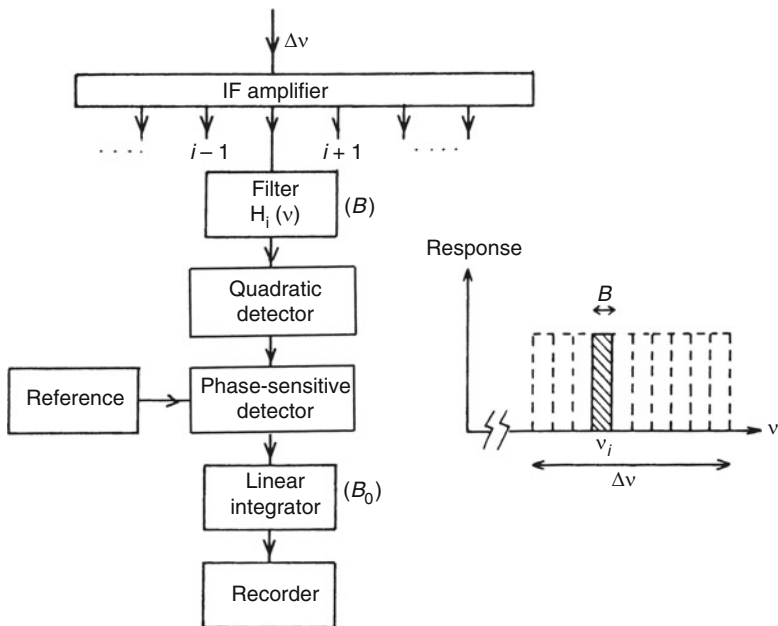 Δν
IF amplifier
. . . .
i – 1
i + 1
. . . .
Filter
H_i (ν)
(B)
Quadratic
detector
Reference
Phase-sensitive
detector
Linear
integrator
(B_0)
Recorder
Response
B
ν
ν_i
Δν